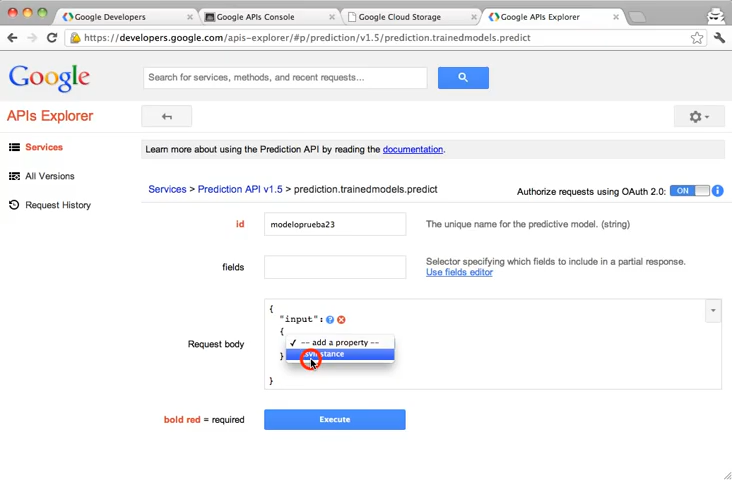 Google Developers
Google APIs Console
Google Cloud Storage
Google APIs Explorer
https://developers.google.com/apis-explorer/#p/prediction/v1.5/prediction.trainedmodels.predict
Google
Search for services, methods, and recent requests...
APIs Explorer
Services
All Versions
Request History
Learn more about using the Prediction API by reading the documentation.
Services > Prediction API v1.5 > prediction.trainedmodels.predict
Authorize requests using OAuth 2.0: ON i
id
modeloprueba23
The unique name for the predictive model. (string)
fields
Selector specifying which fields to include in a partial response.
Use fields editor
Request body
{
"input": ?
{
✓ -- add a property --
}
}
bold red = required
Execute